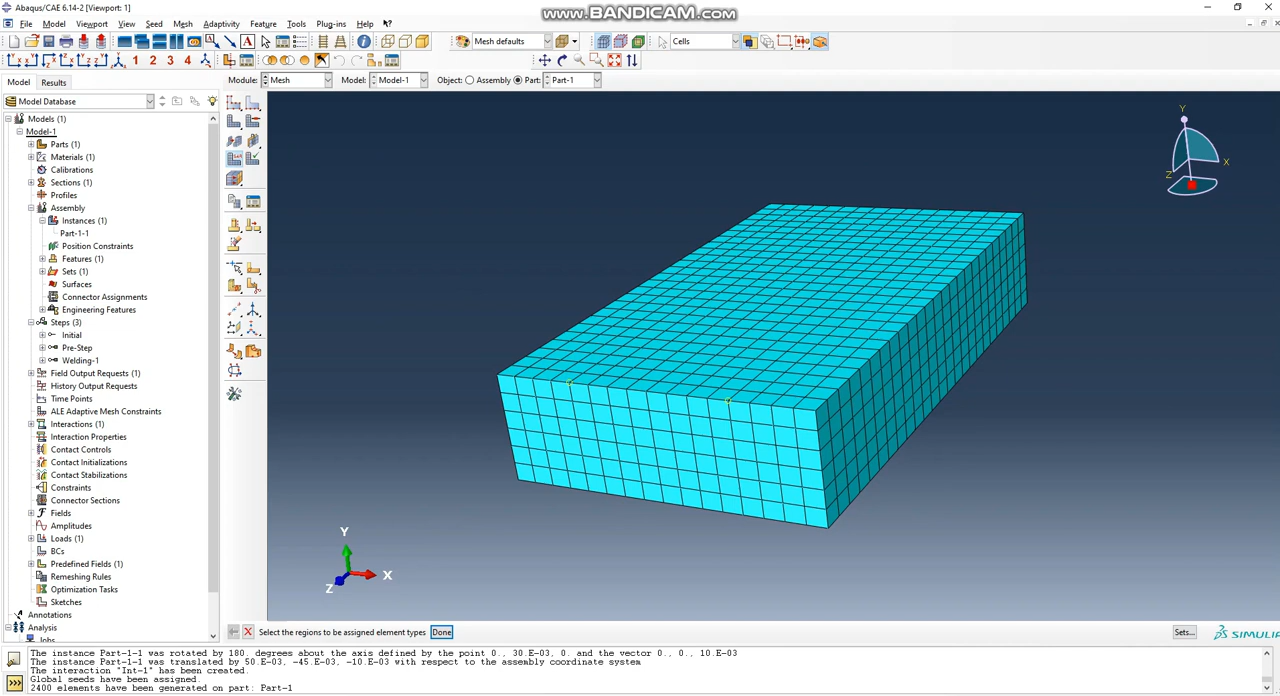 Abaqus/CAE 6.14-2 [Viewport: 1]
www.BANDICAM.com
File Model Viewport View Seed Mesh Adaptivity Feature Tools Plug-ins Help
Mesh defaults
Cells
1 2 3 4
Model Results
Module: Mesh Model: Model-1 Object: Assembly Part: Part-1
Model Database
Models (1)
Model-1
Parts (1)
Materials (1)
Calibrations
Sections (1)
Profiles
Assembly
Instances (1)
Part-1-1
Position Constraints
Features (1)
Sets (1)
Surfaces
Connector Assignments
Engineering Features
Steps (3)
Initial
Pre-Step
Welding-1
Field Output Requests (1)
History Output Requests
Time Points
ALE Adaptive Mesh Constraints
Interactions (1)
Interaction Properties
Contact Controls
Contact Initializations
Contact Stabilizations
Constraints
Connector Sections
Fields
Amplitudes
Loads (1)
BCs
Predefined Fields (1)
Remeshing Rules
Optimization Tasks
Sketches
Annotations
Analysis
Jobs
Y
X
Z
Y
X
Z
Select the regions to be assigned element types Done
Sets...
SIMULIA
The instance Part-1-1 was rotated by 180. degrees about the axis defined by the point 0., 30.E-03, 0. and the vector 0., 0., 10.E-03
The instance Part-1-1 was translated by 50.E-03, -45.E-03, -10.E-03 with respect to the assembly coordinate system
The interaction "Int-1" has been created.
Global seeds have been assigned.
2400 elements have been generated on part: Part-1